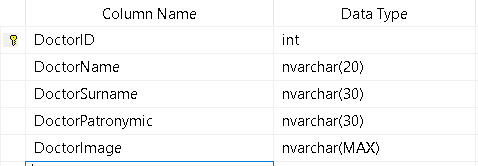 Column Name Data Type
DoctorID int
DoctorName nvarchar(20)
DoctorSurname nvarchar(30)
DoctorPatronymic nvarchar(30)
DoctorImage nvarchar(MAX)